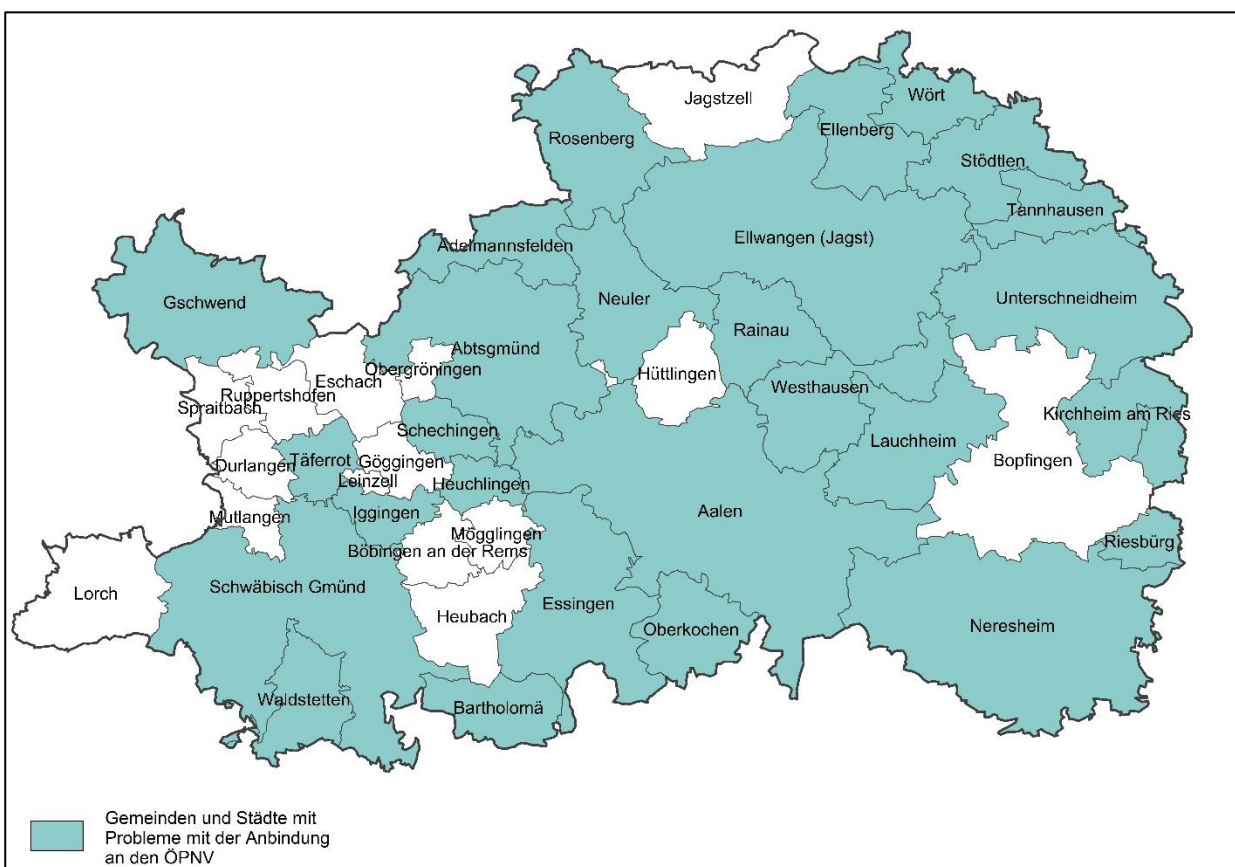 Jagstzell
Wört
Rosenberg
Ellenberg
Stödtlen
Tannhausen
Adelmannsfelden
Ellwangen (Jagst)
Gschwend
Neuler
Unterschneidheim
Rainau
Abtsgmünd
Obergröningen
Hüttlingen
Eschach
Westhausen
Ruppertshofen
Spraitbach
Kirchheim am Ries
Schechingen
Lauchheim
Täferrot
Göggingen
Durlangen
Bopfingen
Leinzell
Heuchlingen
Aalen
Iggingen
Mutlangen
Mögglingen
Böbingen an der Rems
Riesbürg
Schwäbisch Gmünd
Lorch
Essingen
Heubach
Neresheim
Oberkochen
Waldstetten
Bartholomä
Gemeinden und Städte mit
Probleme mit der Anbindung
an den ÖPNV